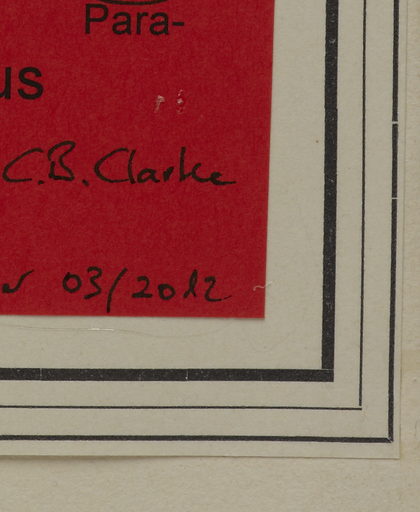 Para-
us
C.B. Clarke
03/2012